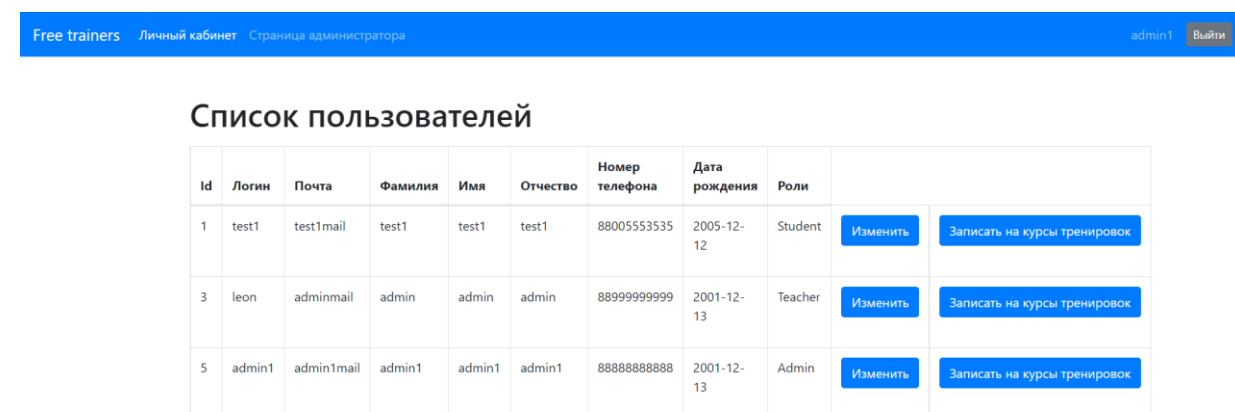 Free trainers Личный кабинет Страница администратора admin1 Выйти
Список пользователей
Id Логин Почта Фамилия Имя Отчество Номер телефона Дата рождения Роли
1 test1 test1mail test1 test1 test1 88005553535 2005-12-12 Student Изменить Записать на курсы тренировок
3 leon adminmail admin admin admin 88999999999 2001-12-13 Teacher Изменить Записать на курсы тренировок
5 admin1 admin1mail admin1 admin1 admin1 88888888888 2001-12-13 Admin Изменить Записать на курсы тренировок